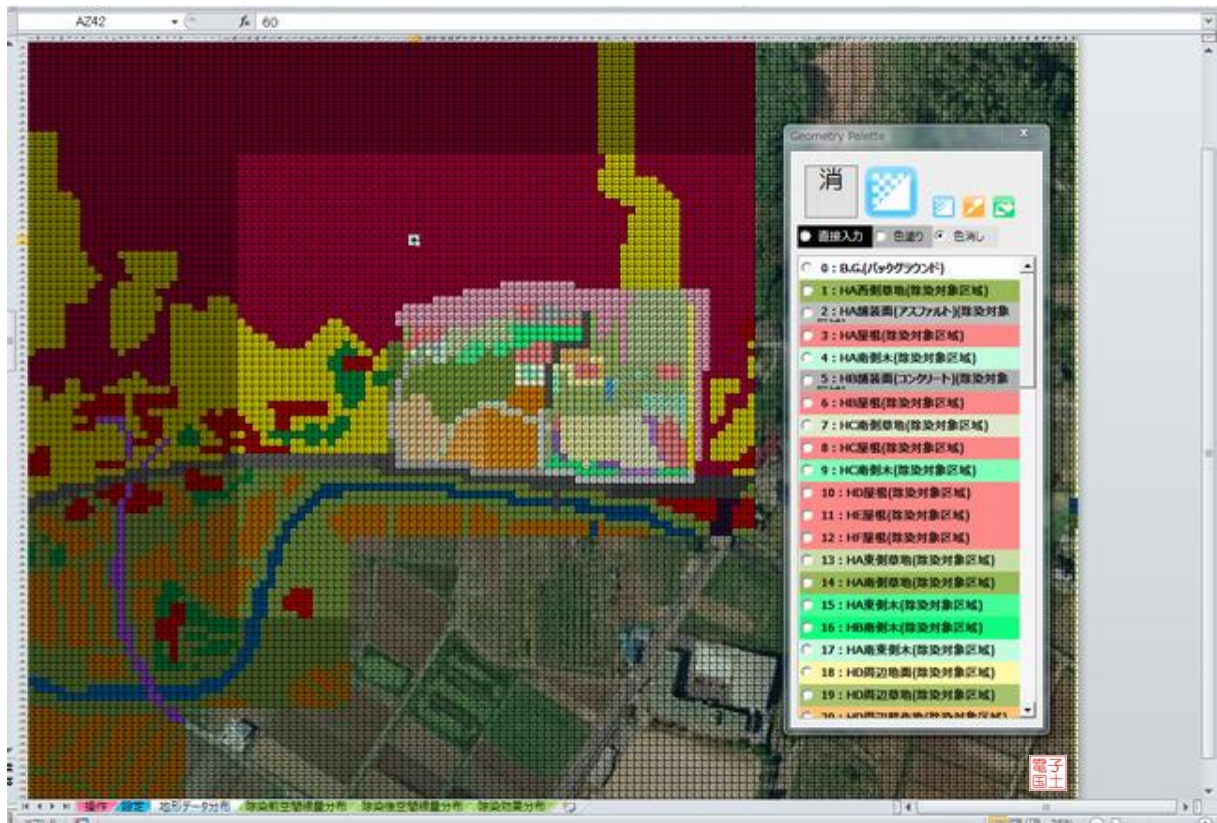 AZ42
fx 60
Geometry Palette
消
直接入力 色塗り 色消し
0：B.G.(バックグラウンド)
1：HA西側草地(除染対象区域)
2：HA舗装面(アスファルト)(除染対象
3：HA屋根(除染対象区域)
4：HA南側木(除染対象区域)
5：HB舗装面(コンクリート)(除染対象
6：HB屋根(除染対象区域)
7：HC南側草地(除染対象区域)
8：HC屋根(除染対象区域)
9：HC南側木(除染対象区域)
10：HD屋根(除染対象区域)
11：HE屋根(除染対象区域)
12：HF屋根(除染対象区域)
13：HA東側草地(除染対象区域)
14：HA南側草地(除染対象区域)
15：HA東側木(除染対象区域)
16：HB南側木(除染対象区域)
17：HA南東側木(除染対象区域)
18：HD周辺地面(除染対象区域)
19：HD周辺草地(除染対象区域)
電子
国土
操作 設定 地形データ分布 除染前空間線量分布 除染後空間線量分布 除染効果分布